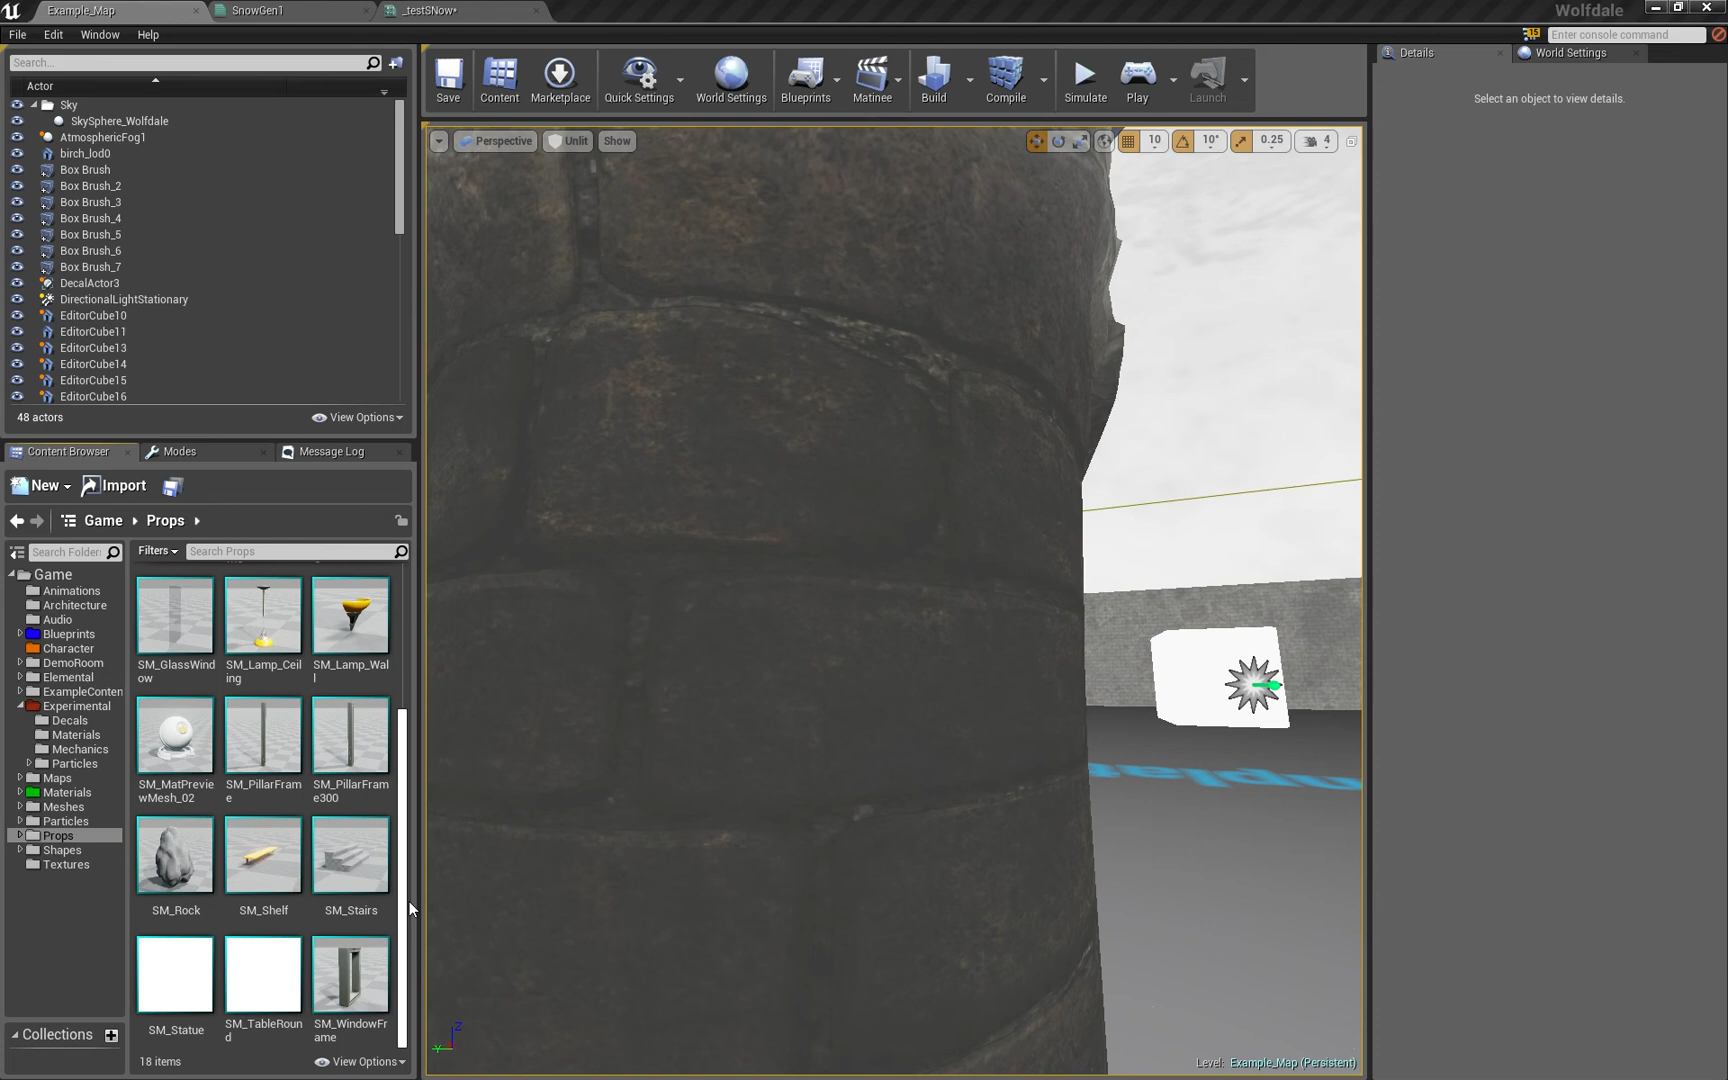 Example_Map
SnowGen1
_testSNow*
Wolfdale
File Edit Window Help
15
Enter console command
Search...
Actor
Sky
SkySphere_Wolfdale
AtmosphericFog1
birch_lod0
Box Brush
Box Brush_2
Box Brush_3
Box Brush_4
Box Brush_5
Box Brush_6
Box Brush_7
DecalActor3
DirectionalLightStationary
EditorCube10
EditorCube11
EditorCube13
EditorCube14
EditorCube15
EditorCube16
48 actors
View Options
Save
Content
Marketplace
Quick Settings
World Settings
Blueprints
Matinee
Build
Compile
Simulate
Play
Launch
Perspective
Unlit
Show
10
10°
0.25
4
Details
World Settings
Select an object to view details.
Content Browser
Modes
Message Log
New
Import
Game
Props
Search Folder
Filters
Search Props
Game
Animations
Architecture
Audio
Blueprints
Character
DemoRoom
Elemental
ExampleConten
Experimental
Decals
Materials
Mechanics
Particles
Maps
Materials
Meshes
Particles
Props
Shapes
Textures
Collections
SM_GlassWind
ow
SM_Lamp_Ceil
ing
SM_Lamp_Wal
l
SM_MatPrevie
wMesh_02
SM_PillarFram
e
SM_PillarFram
e300
SM_Rock
SM_Shelf
SM_Stairs
SM_Statue
SM_TableRoun
d
SM_WindowFr
ame
18 items
View Options
Z
Y
Level: Example_Map (Persistent)